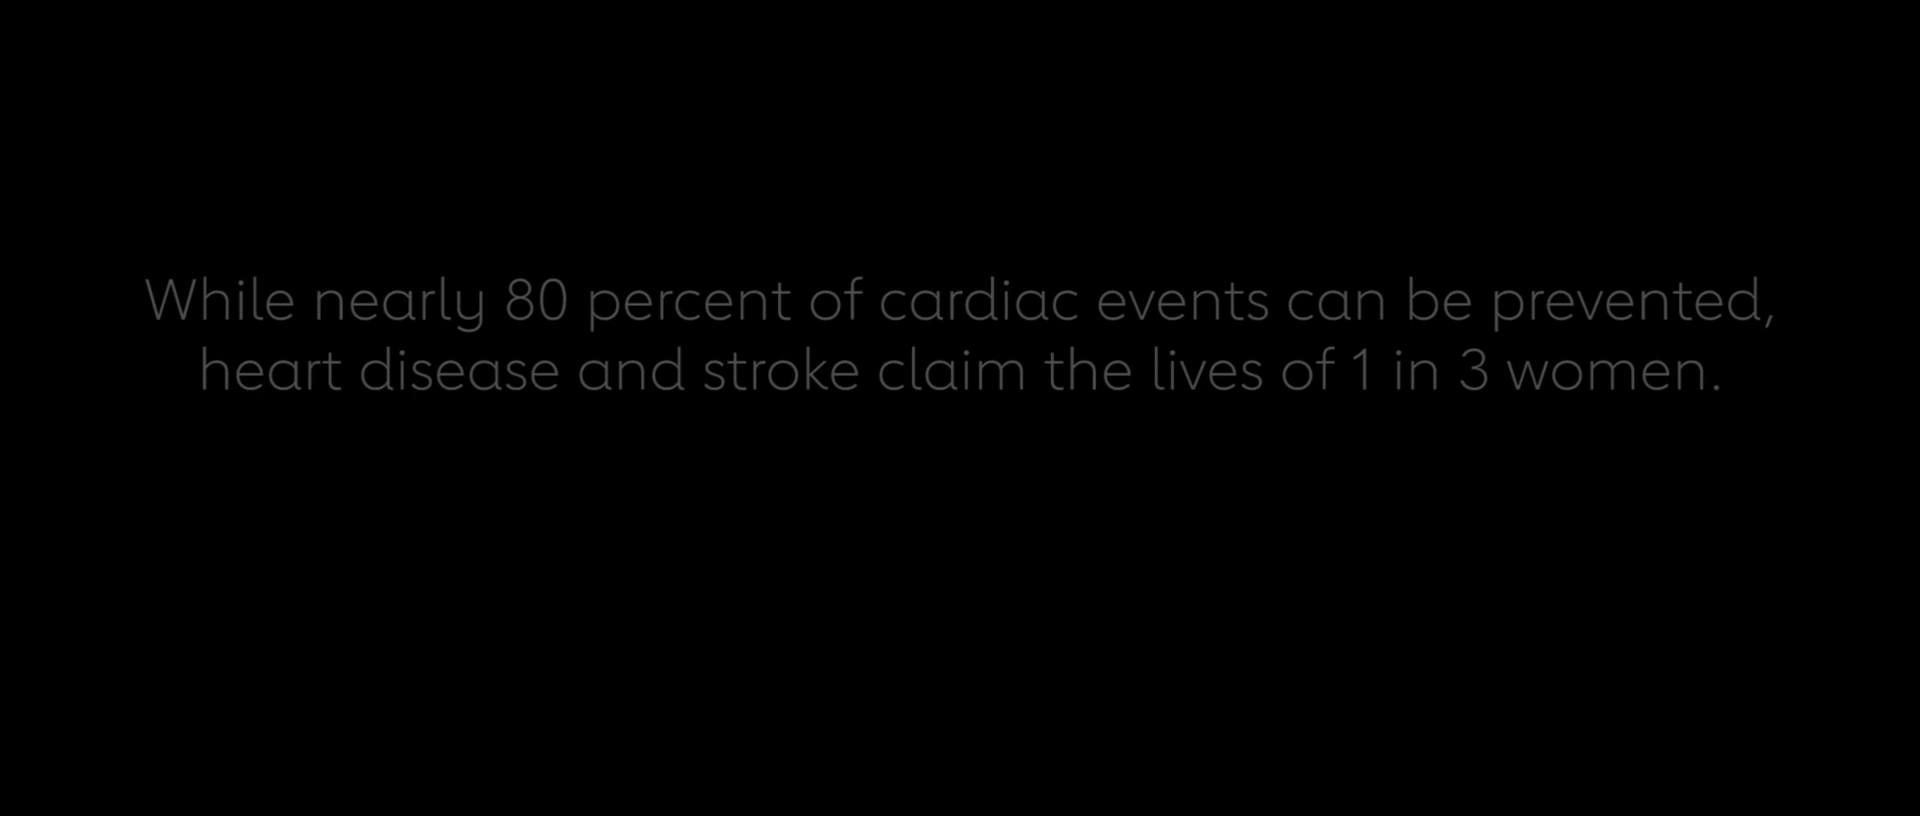 While nearly 80 percent of cardiac events can be prevented,
heart disease and stroke claim the lives of 1 in 3 women.